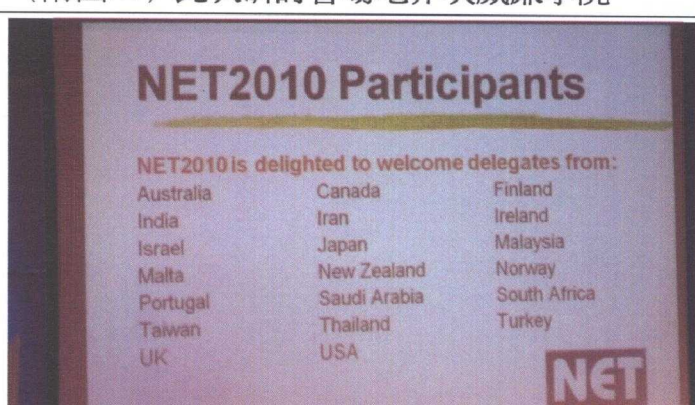 NET2010 Participants
NET2010 is delighted to welcome delegates from:
Australia Canada Finland
India Iran Ireland
Israel Japan Malaysia
Malta New Zealand Norway
Portugal Saudi Arabia South Africa
Taiwan Thailand Turkey
UK USA
NET